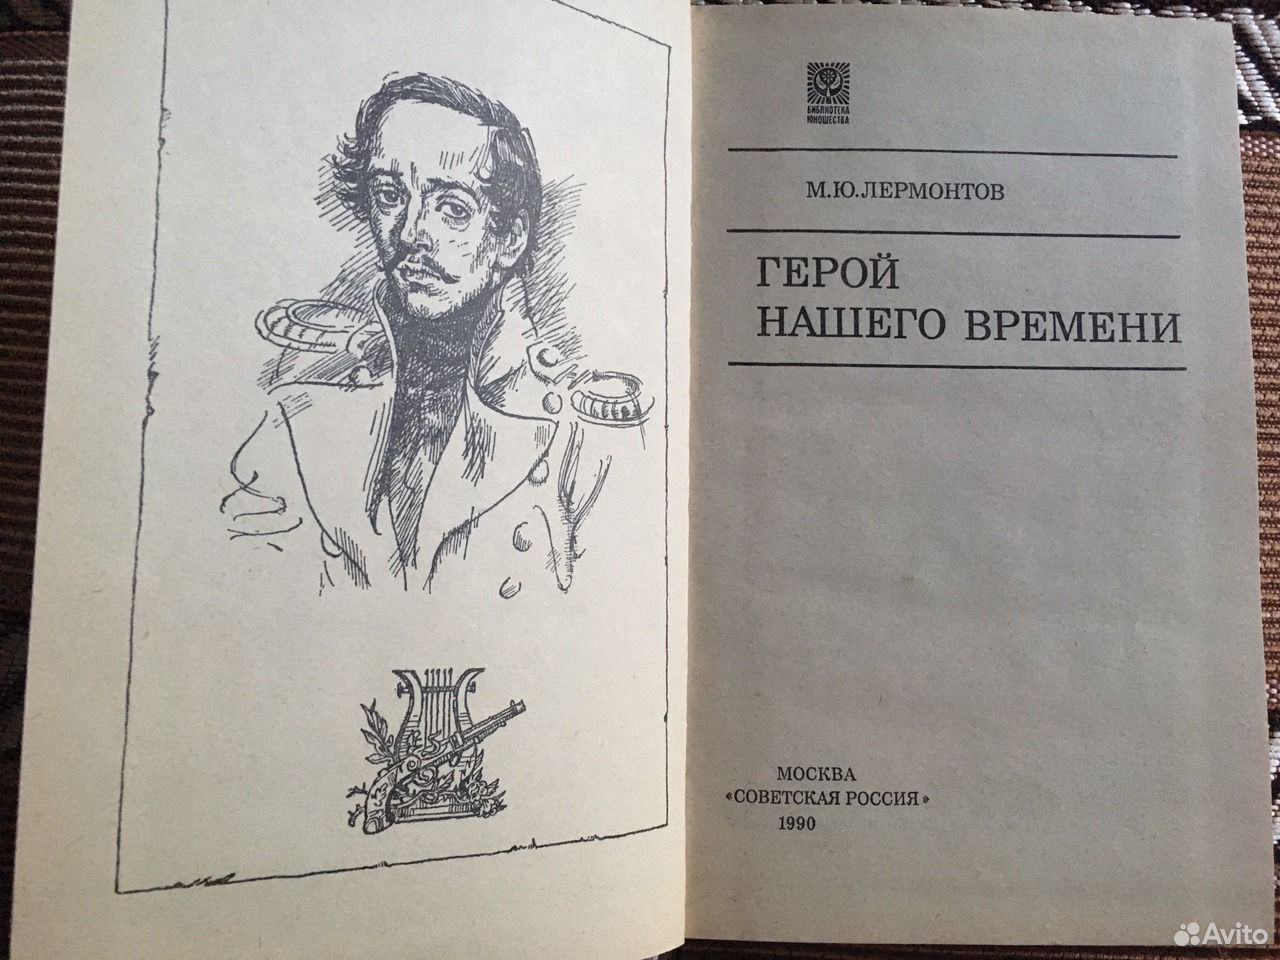 БИБЛИОТЕКА
ЮНОШЕСТВА
М.Ю.ЛЕРМОНТОВ
ГЕРОЙ
НАШЕГО ВРЕМЕНИ
МОСКВА
«СОВЕТСКАЯ РОССИЯ»
1990
Avito